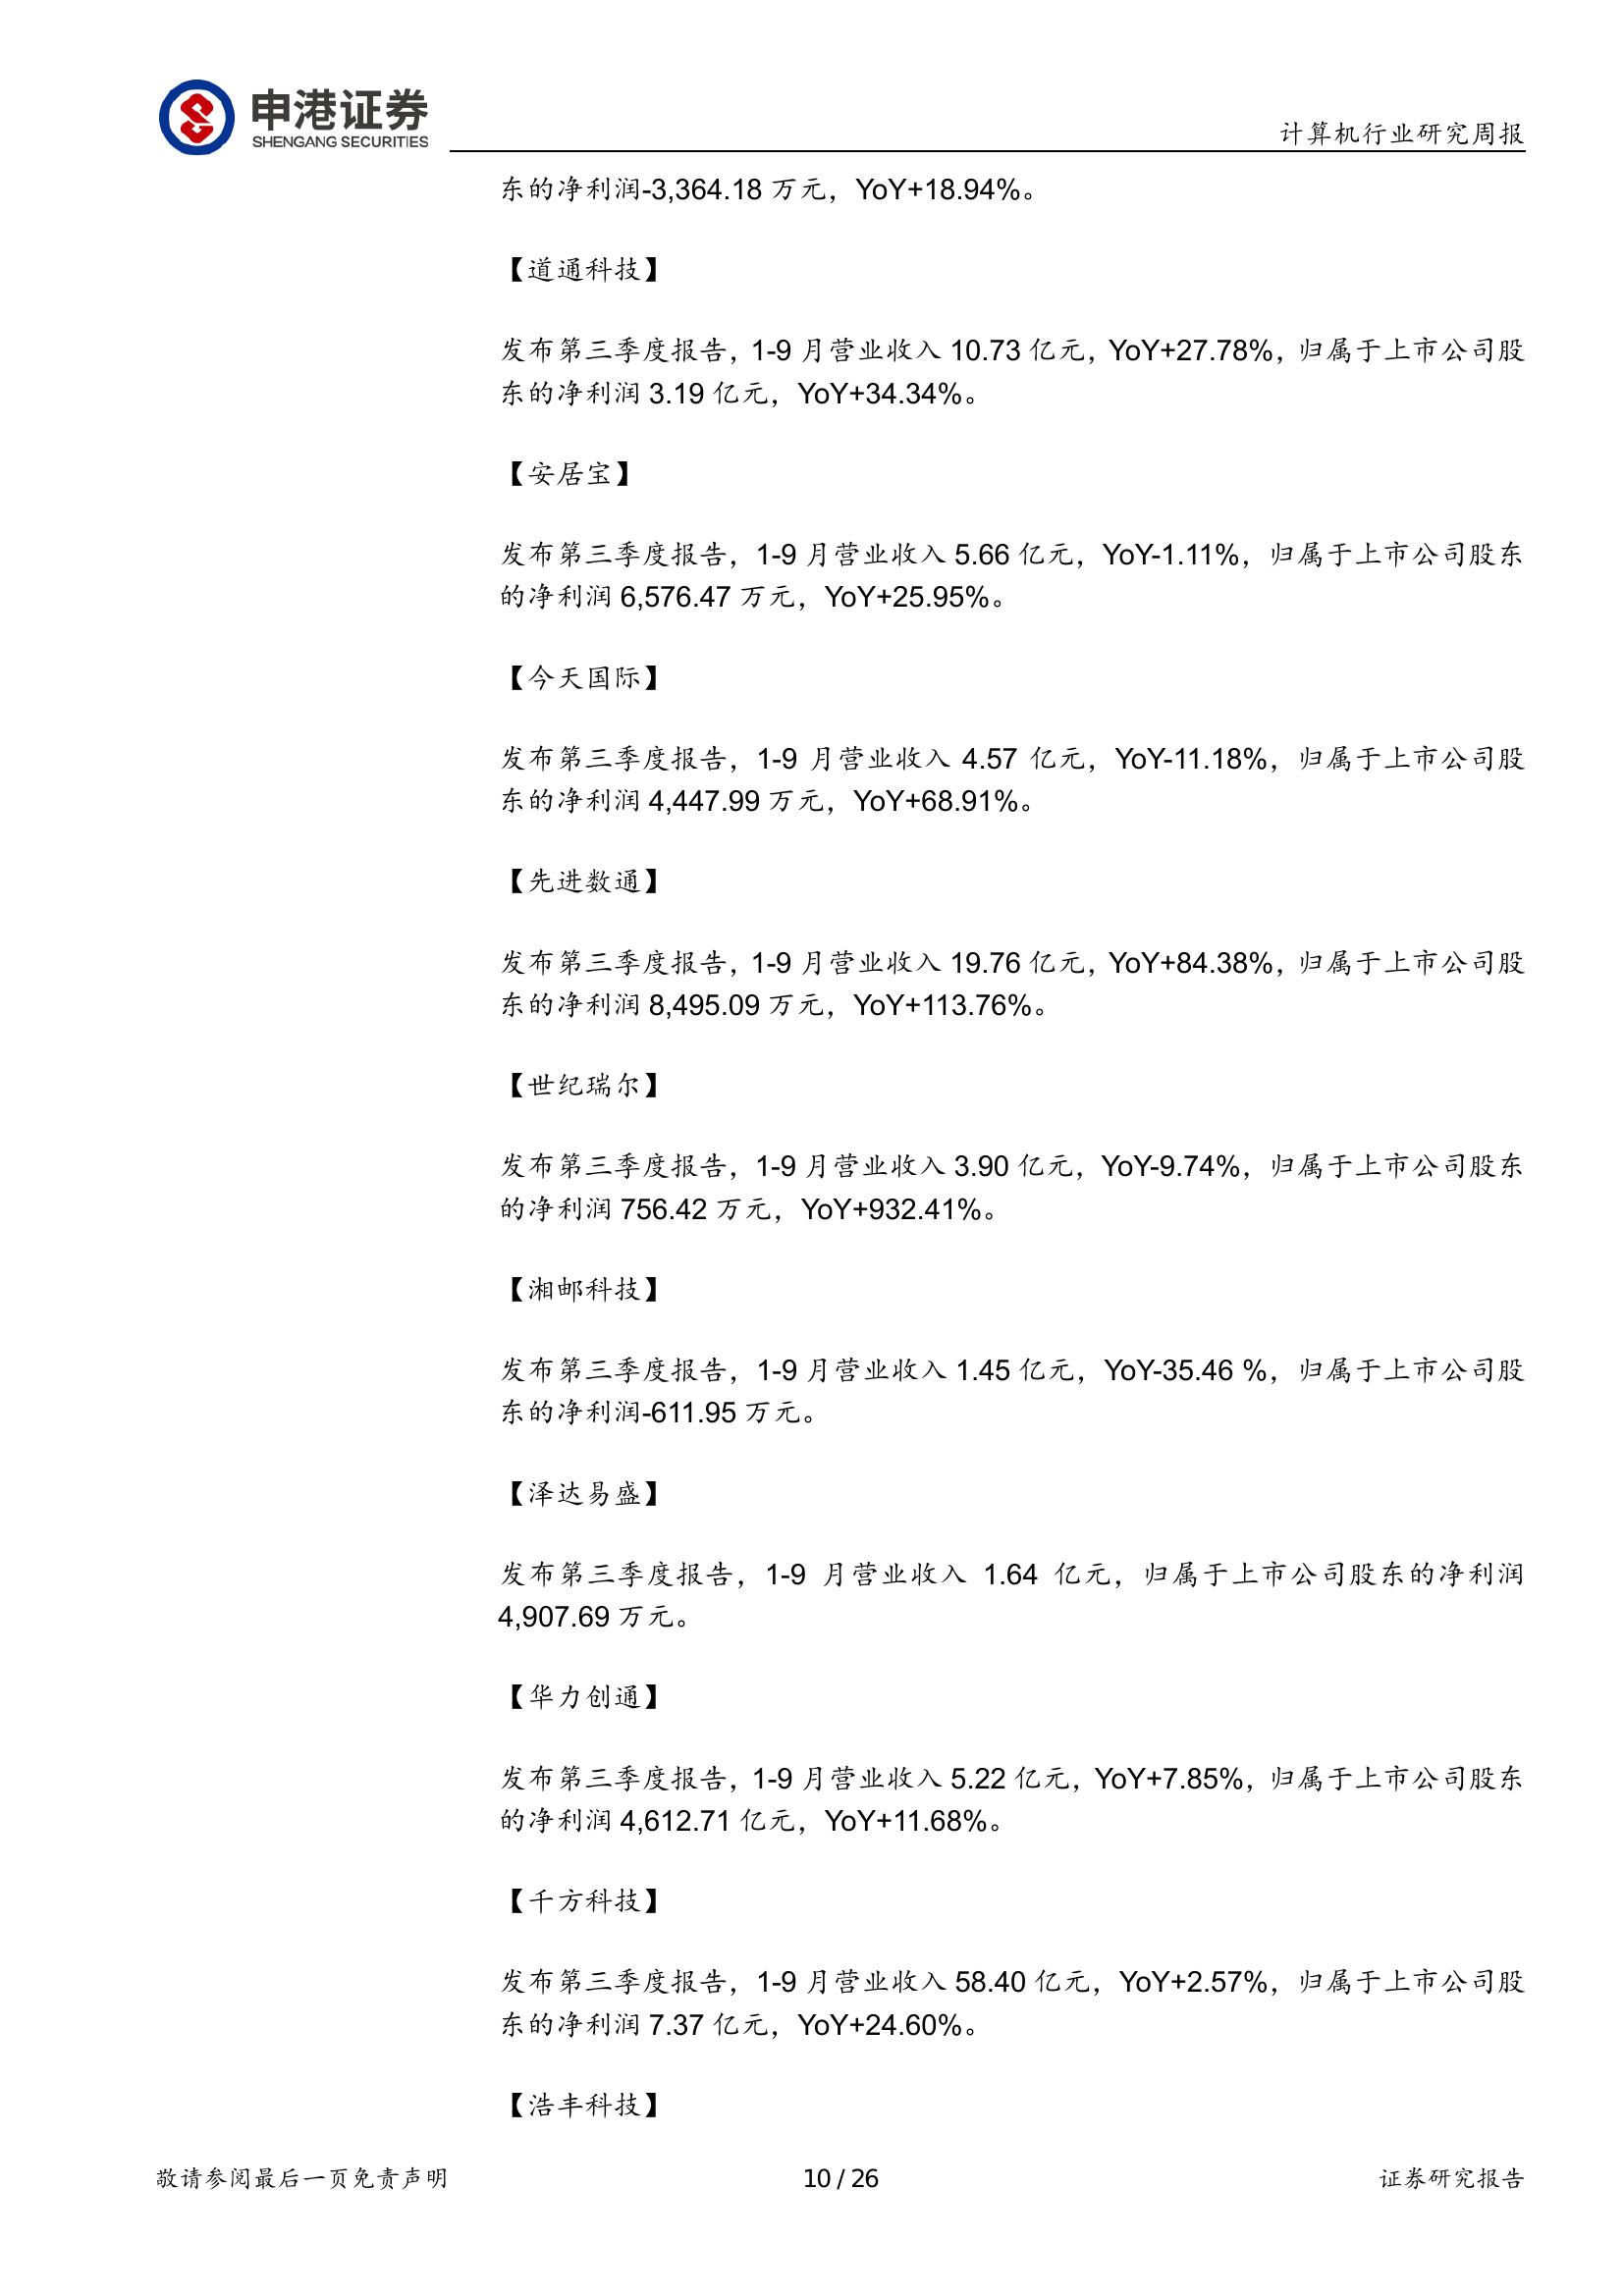 申港证券
SHENGANG SECURITIES
计算机行业研究周报
东的净利润-3,364.18 万元，YoY+18.94%。
【道通科技】
发布第三季度报告，1-9 月营业收入 10.73 亿元，YoY+27.78%，归属于上市公司股
东的净利润 3.19 亿元，YoY+34.34%。
【安居宝】
发布第三季度报告，1-9 月营业收入 5.66 亿元，YoY-1.11%，归属于上市公司股东
的净利润 6,576.47 万元，YoY+25.95%。
【今天国际】
发布第三季度报告，1-9 月营业收入 4.57 亿元，YoY-11.18%，归属于上市公司股
东的净利润 4,447.99 万元，YoY+68.91%。
【先进数通】
发布第三季度报告，1-9 月营业收入 19.76 亿元，YoY+84.38%，归属于上市公司股
东的净利润 8,495.09 万元，YoY+113.76%。
【世纪瑞尔】
发布第三季度报告，1-9 月营业收入 3.90 亿元，YoY-9.74%，归属于上市公司股东
的净利润 756.42 万元，YoY+932.41%。
【湘邮科技】
发布第三季度报告，1-9 月营业收入 1.45 亿元，YoY-35.46 %，归属于上市公司股
东的净利润-611.95 万元。
【泽达易盛】
发布第三季度报告，1-9 月营业收入 1.64 亿元，归属于上市公司股东的净利润
4,907.69 万元。
【华力创通】
发布第三季度报告，1-9 月营业收入 5.22 亿元，YoY+7.85%，归属于上市公司股东
的净利润 4,612.71 亿元，YoY+11.68%。
【千方科技】
发布第三季度报告，1-9 月营业收入 58.40 亿元，YoY+2.57%，归属于上市公司股
东的净利润 7.37 亿元，YoY+24.60%。
【浩丰科技】
敬请参阅最后一页免责声明
10 / 26
证券研究报告